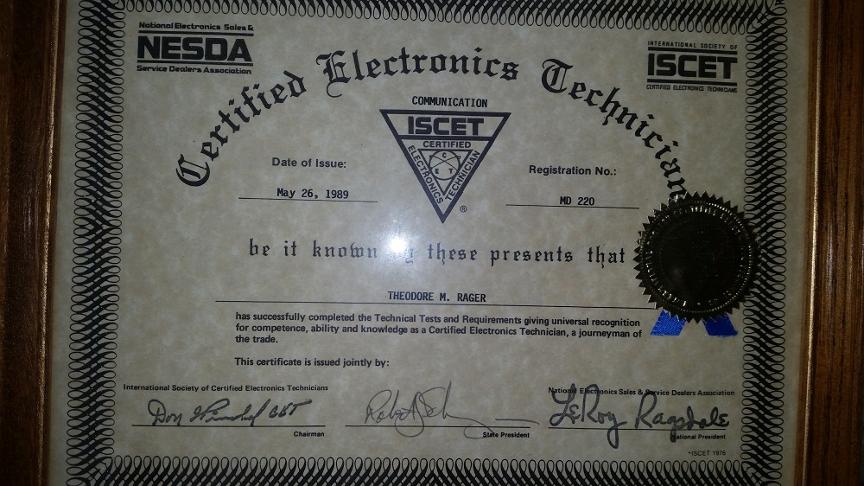 National Electronics Sales &
NESDA
Service Dealers Association
INTERNATIONAL SOCIETY OF
ISCET
CERTIFIED ELECTRONICS TECHNICIANS
Certified Electronics Technician
COMMUNICATION
ISCET
CERTIFIED
C E T
ELECTRONICS TECHNICIAN
®
Date of Issue:
May 26, 1989
Registration No.:
MD 220
be it known by these presents that
THEODORE M. RAGER
has successfully completed the Technical Tests and Requirements giving universal recognition
for competence, ability and knowledge as a Certified Electronics Technician, a journeyman of
the trade.
This certificate is issued jointly by:
International Society of Certified Electronics Technicians
National Electronics Sales & Service Dealers Association
Don CET
LeRoy Ragsdale
Chairman
State President
National President
*ISCET 1976